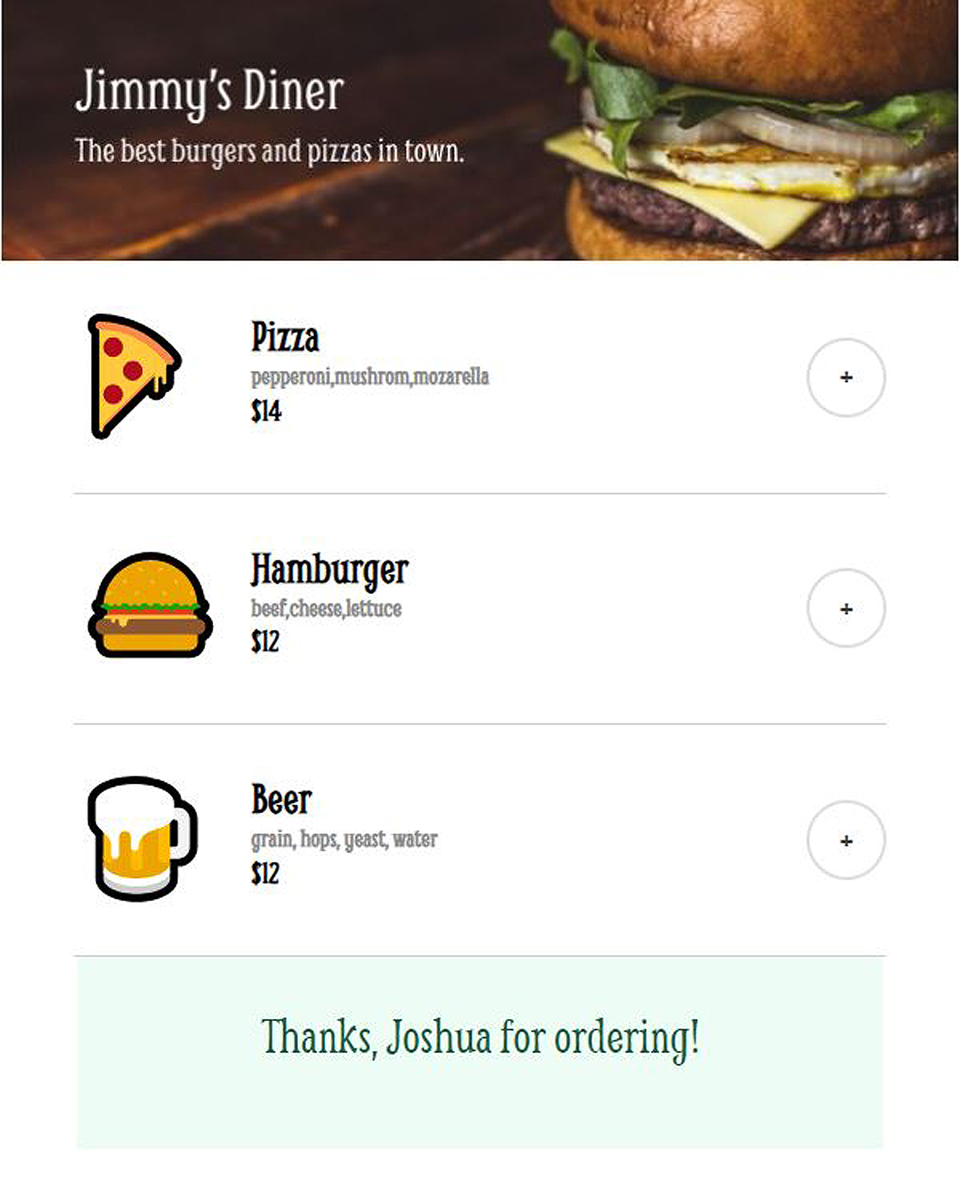 Jimmy's Diner
The best burgers and pizzas in town.
Pizza
pepperoni,mushrom,mozarella
$14
+
Hamburger
beef,cheese,lettuce
$12
+
Beer
grain, hops, yeast, water
$12
+
Thanks, Joshua for ordering!